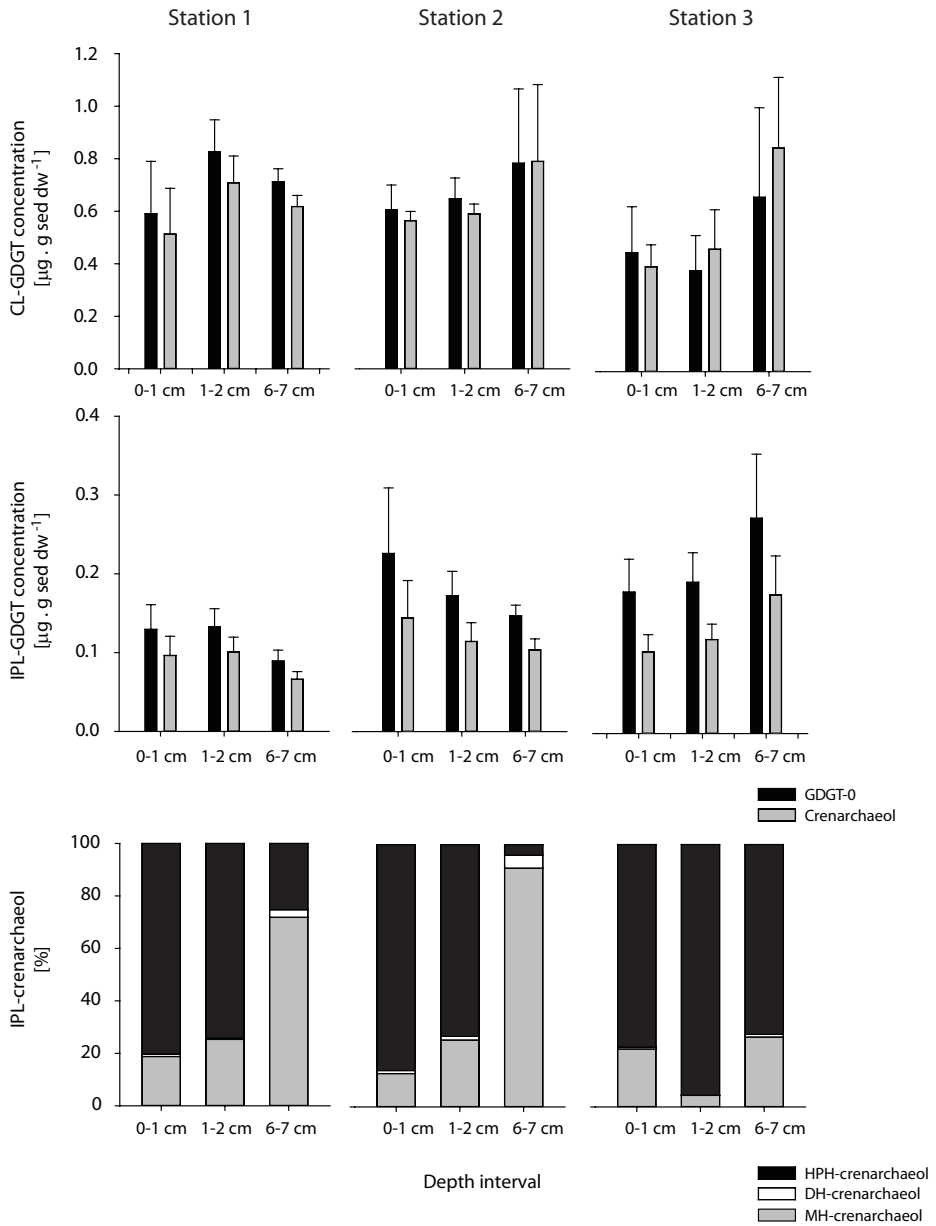 Station 1
Station 2
Station 3
CL-GDGT concentration
[µg . g sed dw -1]
1.2
1.0
0.8
0.6
0.4
0.2
0.0
0-1 cm 1-2 cm 6-7 cm
0-1 cm 1-2 cm 6-7 cm
0-1 cm 1-2 cm 6-7 cm
IPL-GDGT concentration
[µg . g sed dw -1]
0.4
0.3
0.2
0.1
0.0
0-1 cm 1-2 cm 6-7 cm
0-1 cm 1-2 cm 6-7 cm
0-1 cm 1-2 cm 6-7 cm
GDGT-0
Crenarchaeol
IPL-crenarchaeol
[%]
100
80
60
40
20
0
0-1 cm 1-2 cm 6-7 cm
0-1 cm 1-2 cm 6-7 cm
0-1 cm 1-2 cm 6-7 cm
Depth interval
HPH-crenarchaeol
DH-crenarchaeol
MH-crenarchaeol